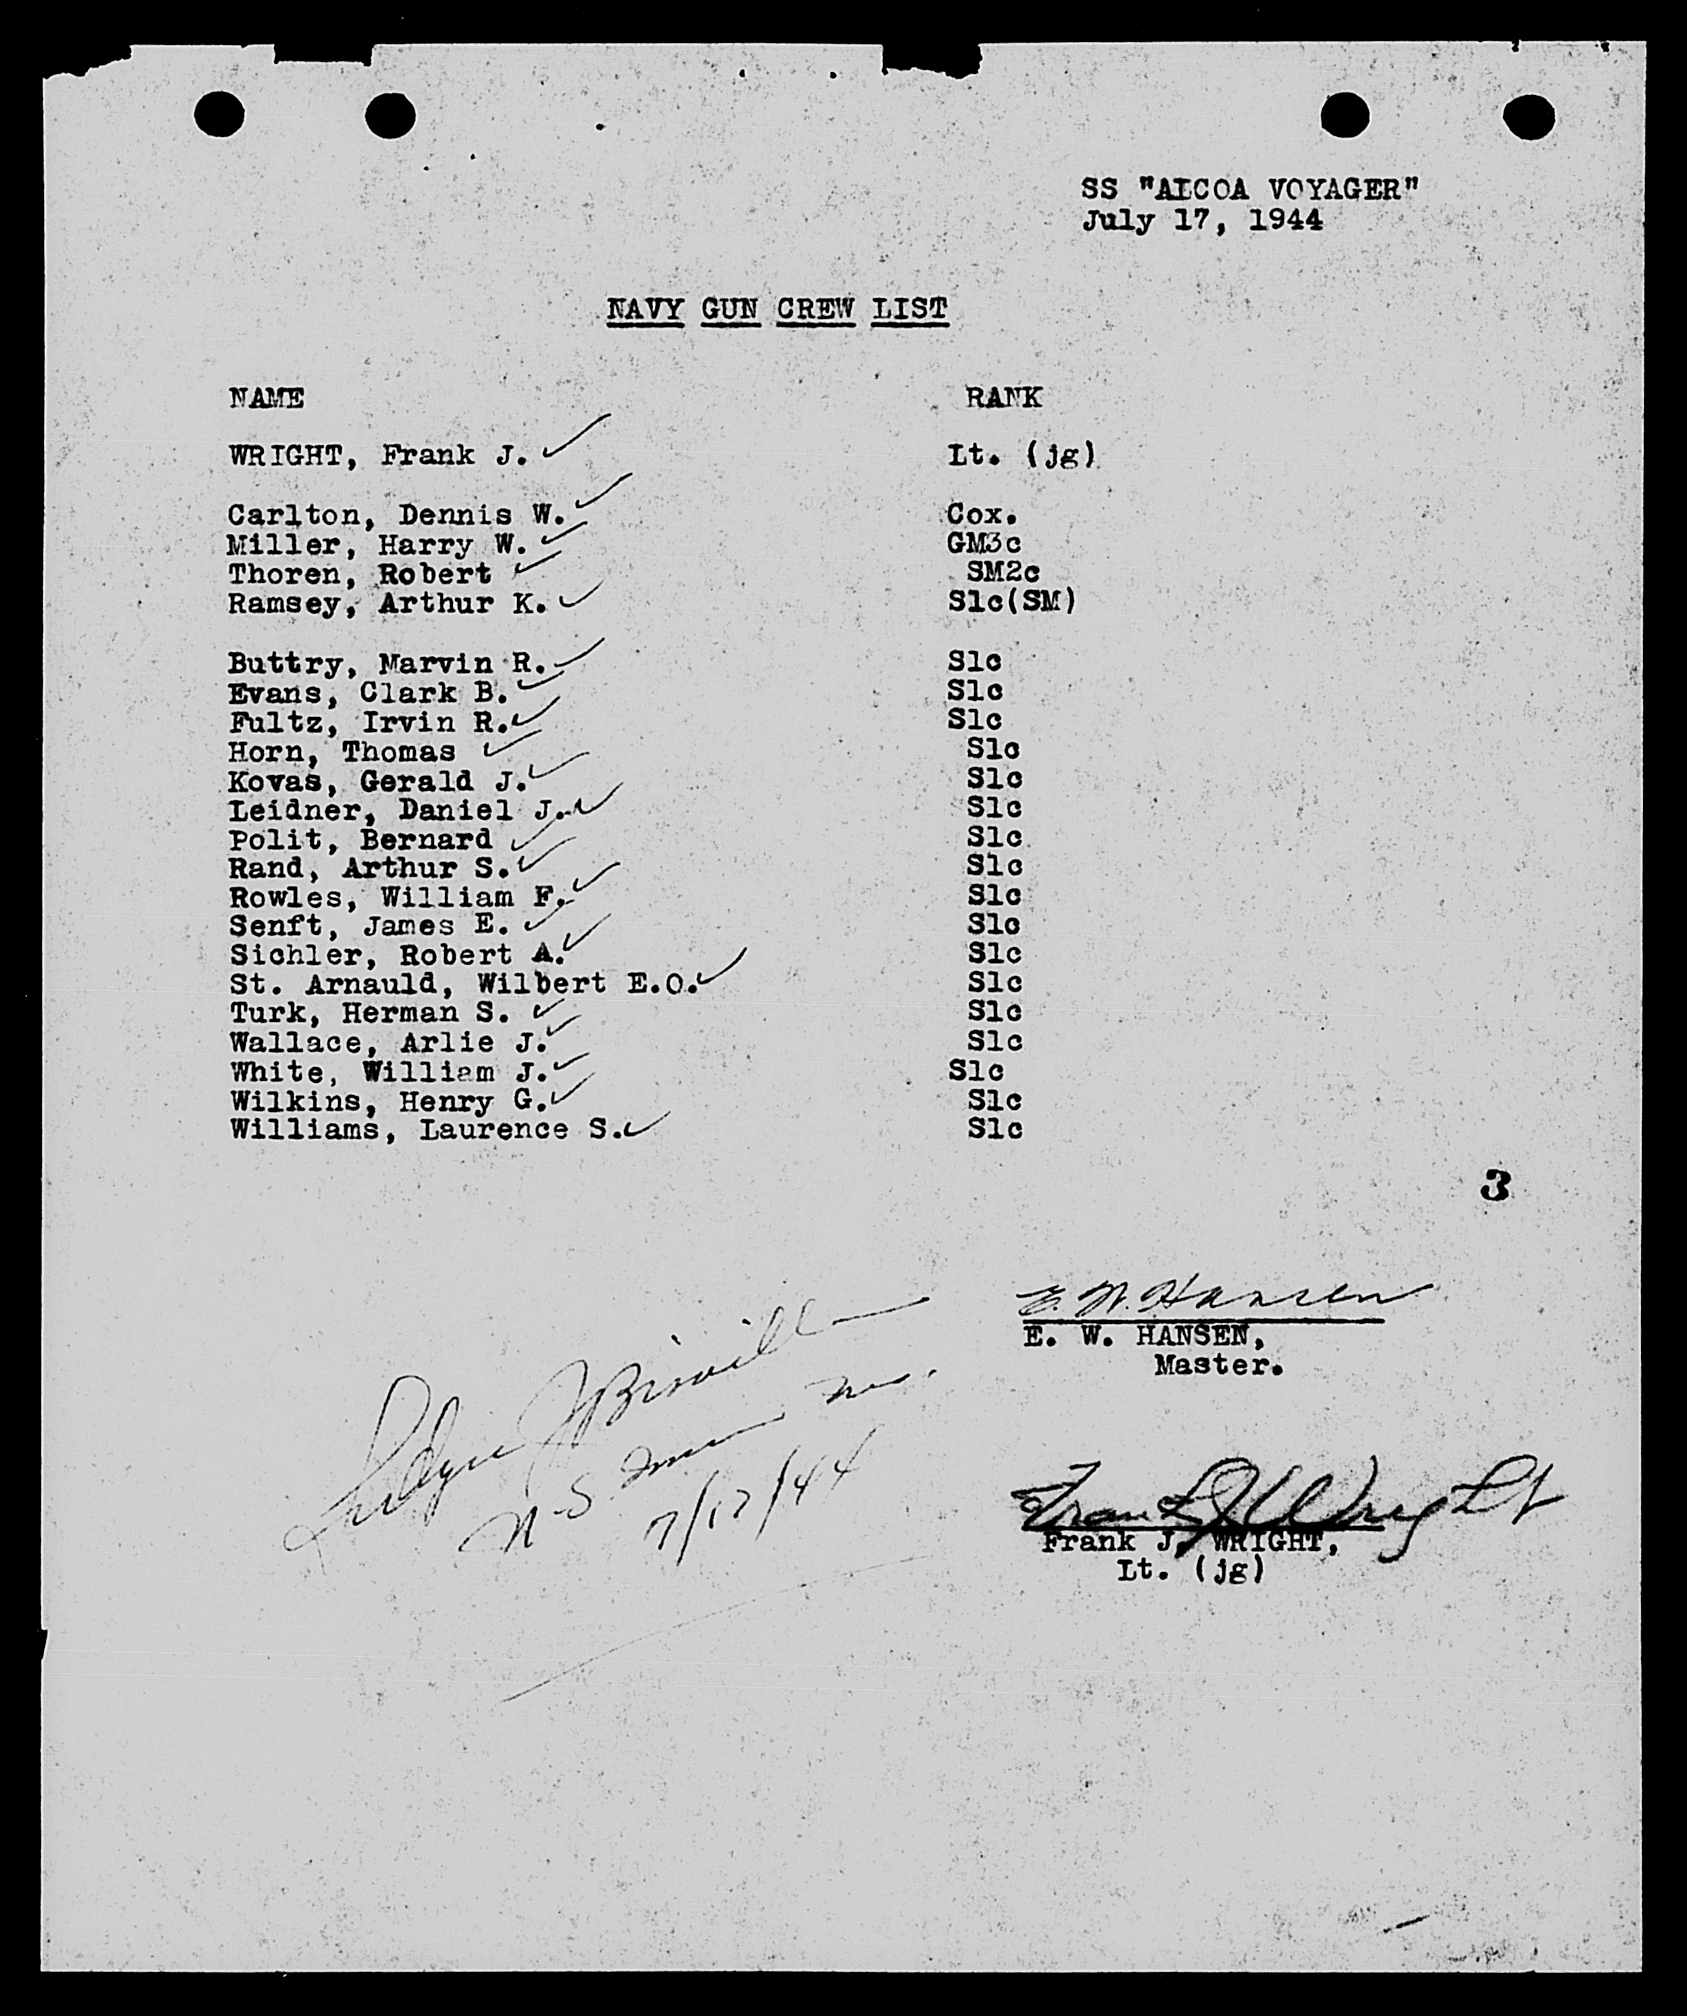 SS "ALCOA VOYAGER"
July 17, 1944
NAVY GUN CREW LIST
NAME RANK
WRIGHT, Frank J. Lt. (jg)
Carlton, Dennis W. Cox.
Miller, Harry W. GM3c
Thoren, Robert SM2c
Ramsey, Arthur K. S1c(SM)
Buttry, Marvin R. S1c
Evans, Clark B. S1c
Fultz, Irvin R. S1c
Horn, Thomas S1c
Kovas, Gerald J. S1c
Leidner, Daniel J. S1c
Polit, Bernard S1c
Rand, Arthur S. S1c
Rowles, William F. S1c
Senft, James E. S1c
Sichler, Robert A. S1c
St. Arnauld, Wilbert E.O. S1c
Turk, Herman S. S1c
Wallace, Arlie J. S1c
White, William J. S1c
Wilkins, Henry G. S1c
Williams, Laurence S. S1c
3
E. W. Hansen
E. W. HANSEN,
Master.
7/17/44
Frank J Wright
Frank J. WRIGHT,
Lt. (jg)